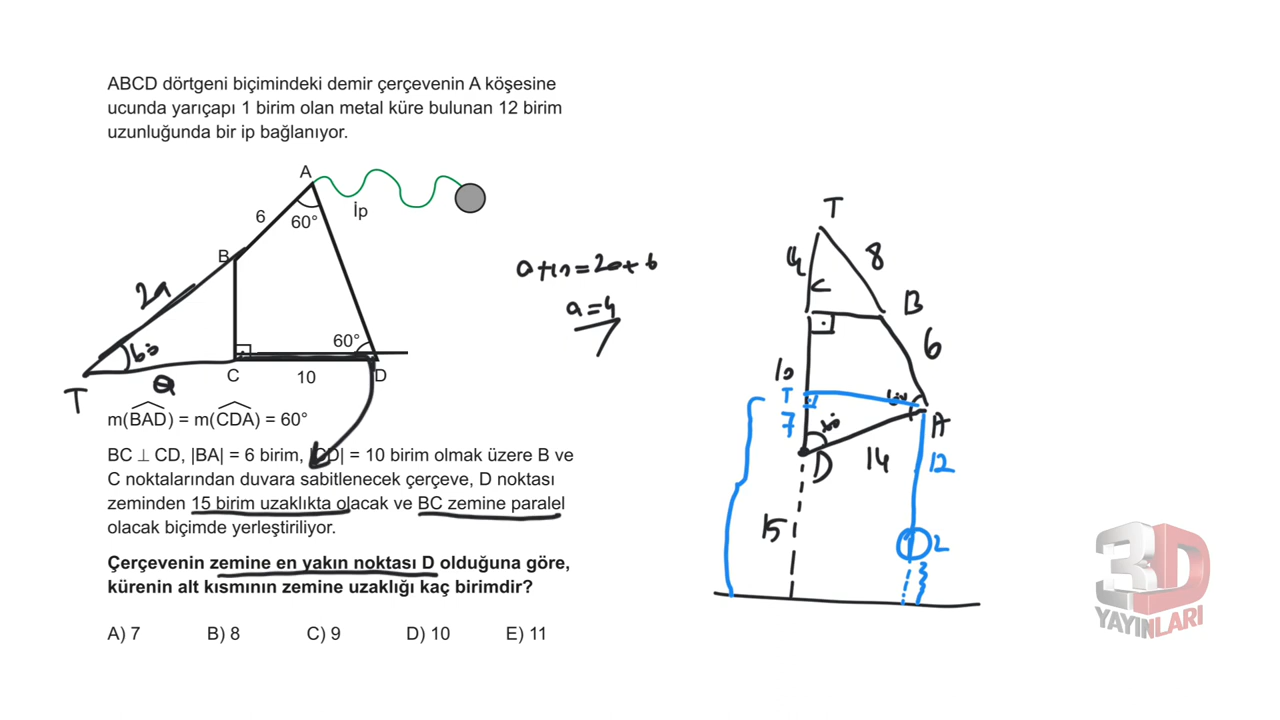 ABCD dörtgeni biçimindeki demir çerçevenin A köşesine
ucunda yarıçapı 1 birim olan metal küre bulunan 12 birim
uzunluğunda bir ip bağlanıyor.
A
İp
6
60°
B
2a
60°
60°
T
a
C
10
D
m(BAD) = m(CDA) = 60°
BC ⊥ CD, |BA| = 6 birim, |CD| = 10 birim olmak üzere B ve
C noktalarından duvara sabitlenecek çerçeve, D noktası
zeminden 15 birim uzaklıkta olacak ve BC zemine paralel
olacak biçimde yerleştiriliyor.
Çerçevenin zemine en yakın noktası D olduğuna göre,
kürenin alt kısmının zemine uzaklığı kaç birimdir?
A) 7 B) 8 C) 9 D) 10 E) 11
a+10=2a+6
a=4
T
4
8
C
B
6
10
T
7
60
60
A
D
14
12
15
2
3D
YAYINLARI